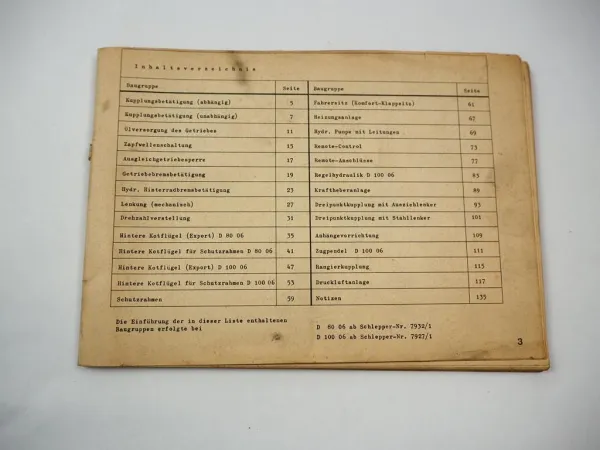 Inhaltsverzeichnis
Baugruppe Seite Baugruppe Seite
Kupplungsbetätigung (abhängig) 5 Fahrersitz (Komfort-Klappsitz) 61
Kupplungsbetätigung (unabhängig) 7 Heizungsanlage 67
Ölversorgung des Getriebes 11 Hydr. Pumpe mit Leitungen 69
Zapfwellenschaltung 13 Remote-Control 73
Ausgleichgetriebesperre 17 Remote-Anschlüsse 77
Getriebebremsbetätigung 19 Regelhydraulik D 100 06 83
Hydr. Hinterradbremsbetätigung 23 Kraftheberanlage 89
Lenkung (mechanisch) 27 Dreipunktkupplung mit Ausziehlenker 93
Drehzahlverstellung 31 Dreipunktkupplung mit Stabllenker 101
Hintere Kotflügel (Export) D 80 06 35 Anhängevorrichtung 109
Hintere Kotflügel für Schutzrahmen D 80 06 41 Zugpendel D 100 06 111
Hintere Kotflügel (Export) D 100 06 47 Rangierkupplung 115
Hintere Kotflügel für Schutzrahmen D 100 06 53 Druckluftanlage 117
Schutzrahmen 59 Notizen 135
Die Einführung der in dieser Liste enthaltenen
Baugruppen erfolgte bei
D 80 06 ab Schlepper-Nr. 7932/1
D 100 06 ab Schlepper-Nr. 7927/1
3